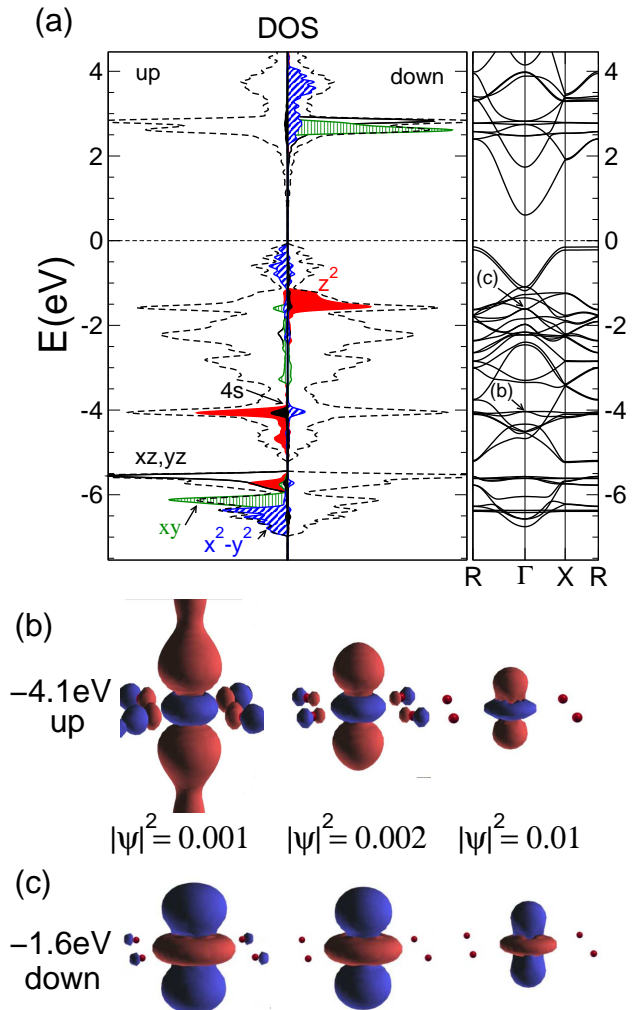 (a)
DOS
up
down
4
2
0
-2
-4
-6
E(eV)
z²
4s
xz,yz
xy
x²-y²
(c)
(b)
4
2
0
-2
-4
-6
R Γ X R
(b)
−4.1eV
up
|ψ|²= 0.001 |ψ|²= 0.002 |ψ|²= 0.01
(c)
−1.6eV
down